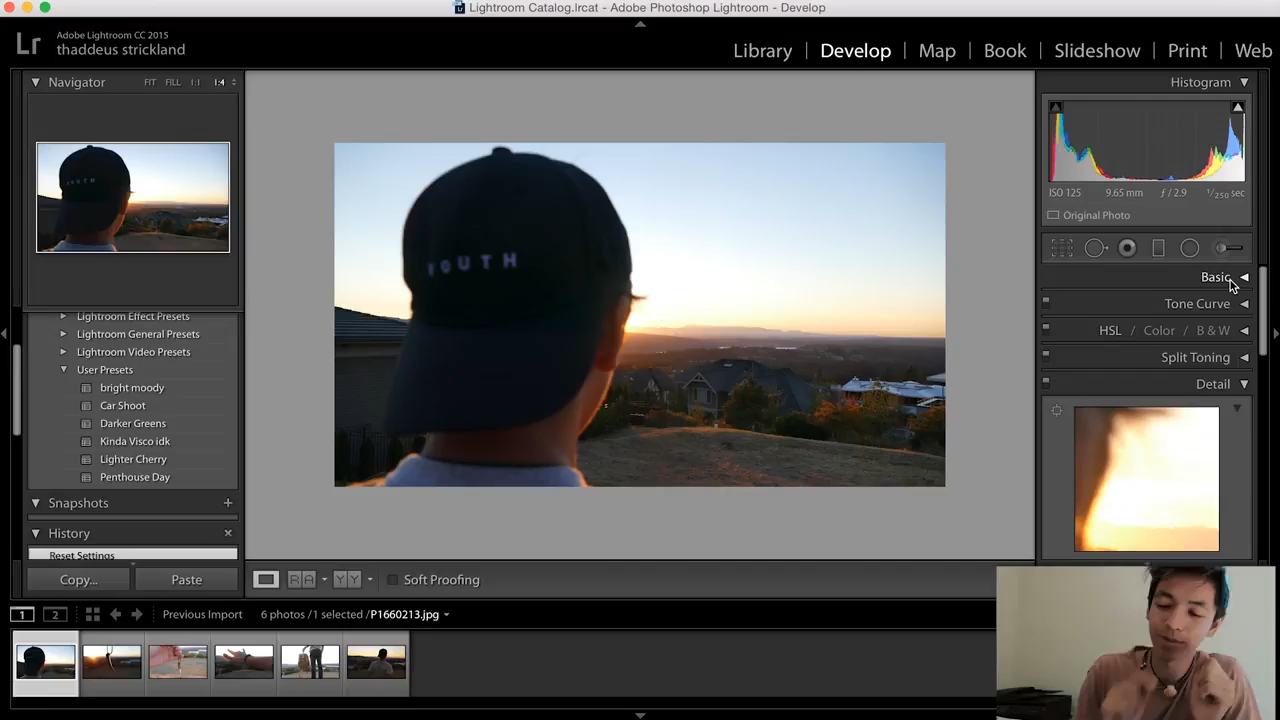 Lightroom Catalog.lrcat - Adobe Photoshop Lightroom - Develop
Lr
Adobe Lightroom CC 2015
thaddeus strickland
Library | Develop | Map | Book | Slideshow | Print | Web
Navigator FIT FILL 1:1 1:4
Histogram
ISO 125 9.65 mm ƒ / 2.9 1/250 sec
Original Photo
YOUTH
Basic
Tone Curve
HSL / Color / B & W
Split Toning
Detail
Lightroom Effect Presets
Lightroom General Presets
Lightroom Video Presets
User Presets
bright moody
Car Shoot
Darker Greens
Kinda Visco idk
Lighter Cherry
Penthouse Day
Snapshots +
History ×
Reset Settings
Copy... Paste
R A Y Y Soft Proofing
1 2 Previous Import 6 photos /1 selected /P1660213.jpg